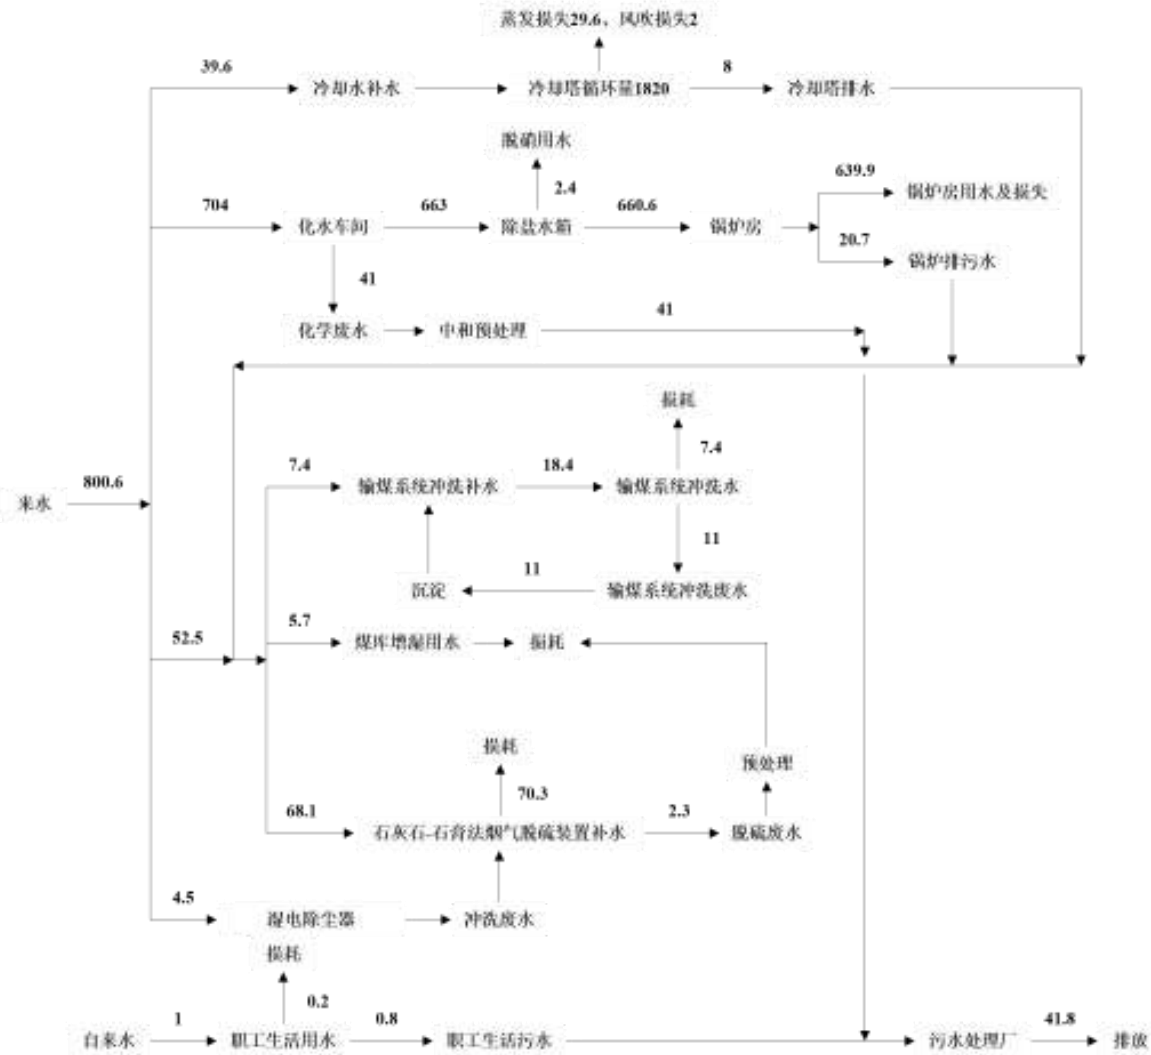 蒸发损失29.6、风吹损失2
39.6
冷却水补水
冷却塔循环量1820
8
冷却塔排水
脱硝用水
2.4
639.9
锅炉房用水及损失
704
化水车间
663
除盐水箱
660.6
锅炉房
20.7
锅炉排污水
41
化学废水
中和预处理
41
损耗
7.4
7.4
输煤系统冲洗补水
18.4
输煤系统冲洗水
800.6
来水
11
沉淀
11
输煤系统冲洗废水
5.7
煤库增湿用水
损耗
52.5
损耗
70.3
预处理
68.1
石灰石-石膏法烟气脱硫装置补水
2.3
脱硫废水
4.5
湿电除尘器
冲洗废水
损耗
0.2
自来水
1
职工生活用水
0.8
职工生活污水
污水处理厂
41.8
排放